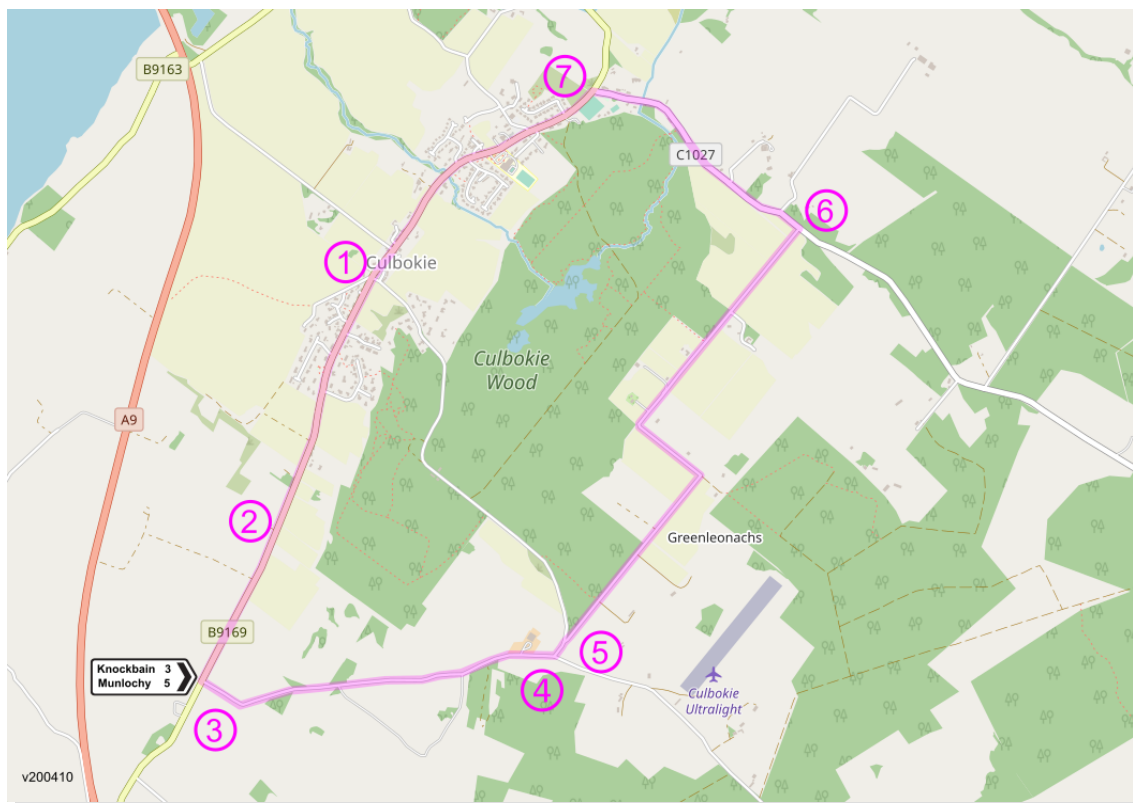 B9163
7
C1027
6
1
Culbokie
Culbokie
Wood
A9
2
Greenleonachs
B9169
Knockbain 3
Munlochy 5
5
4
Culbokie
Ultralight
3
v200410